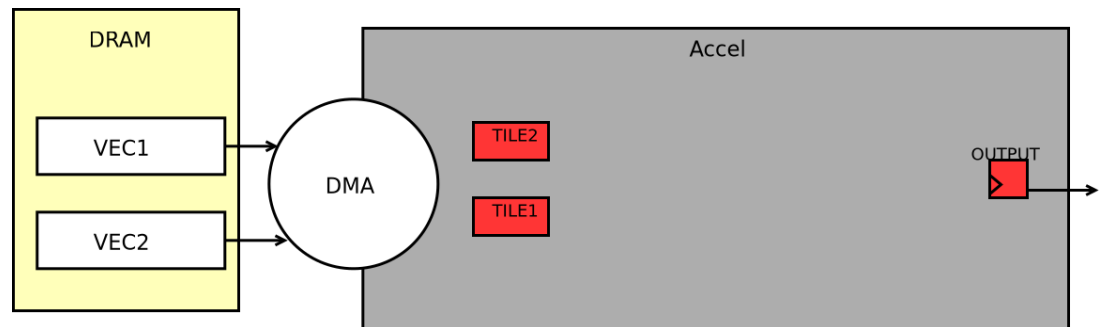 DRAM
Accel
VEC1
VEC2
DMA
TILE2
TILE1
OUTPUT